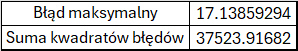 Błąd maksymalny 17.13859294
Suma kwadratów błędów 37523.91682